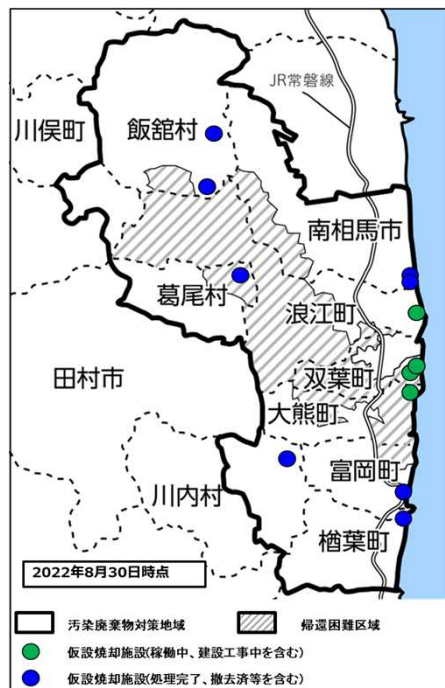 JR常磐線
川俣町
飯舘村
南相馬市
葛尾村
浪江町
田村市
双葉町
大熊町
富岡町
川内村
楢葉町
2022年8月30日時点
汚染廃棄物対策地域
帰還困難区域
仮設焼却施設(稼働中、建設工事中を含む)
仮設焼却施設(処理完了、撤去済等を含む)